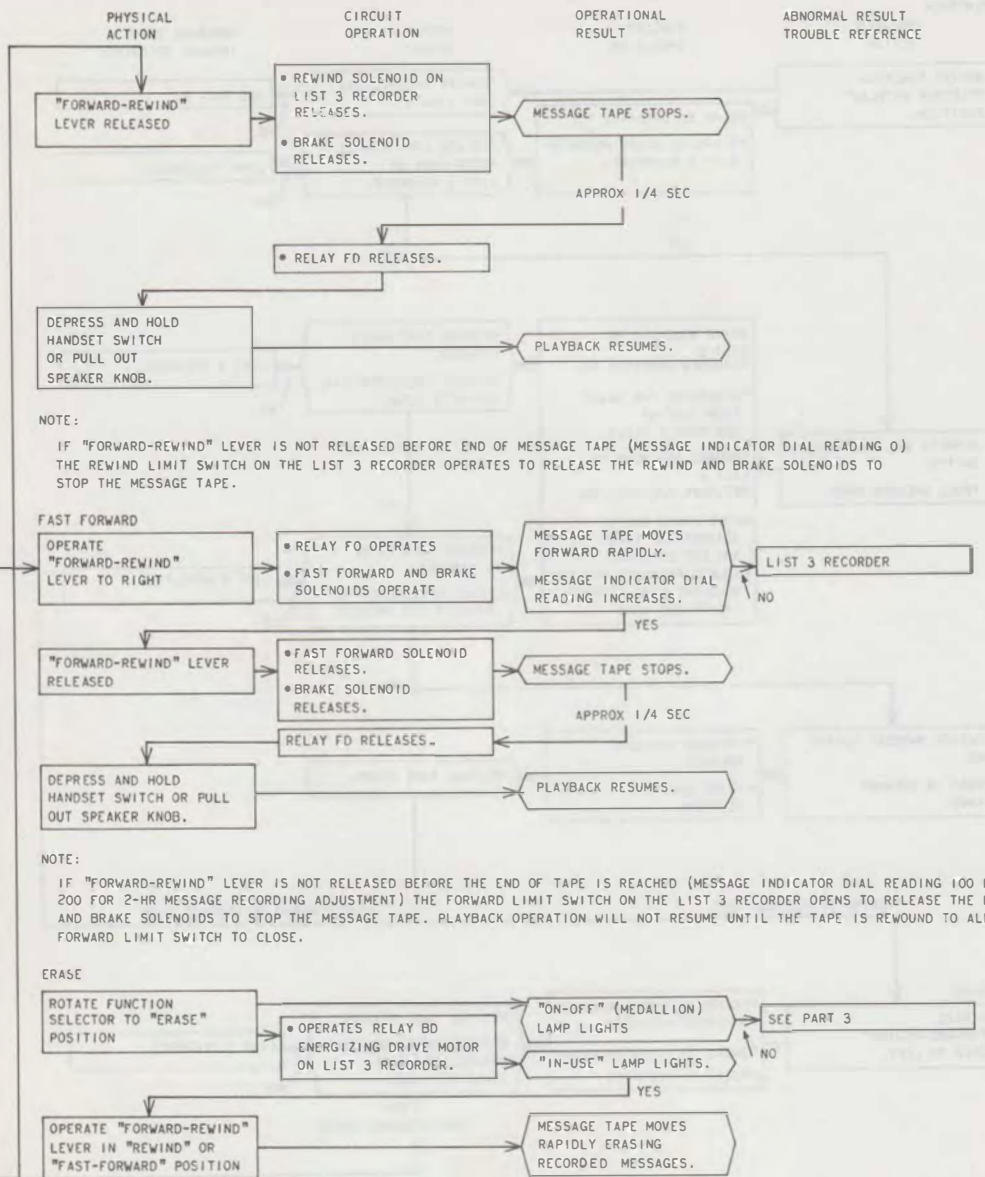 PHYSICAL
ACTION
CIRCUIT
OPERATION
OPERATIONAL
RESULT
ABNORMAL RESULT
TROUBLE REFERENCE
"FORWARD-REWIND"
LEVER RELEASED
• REWIND SOLENOID ON
LIST 3 RECORDER
RELEASES.
• BRAKE SOLENOID
RELEASES.
MESSAGE TAPE STOPS.
APPROX 1/4 SEC
• RELAY FD RELEASES.
DEPRESS AND HOLD
HANDSET SWITCH
OR PULL OUT
SPEAKER KNOB.
PLAYBACK RESUMES.
NOTE:
IF "FORWARD-REWIND" LEVER IS NOT RELEASED BEFORE END OF MESSAGE TAPE (MESSAGE INDICATOR DIAL READING 0)
THE REWIND LIMIT SWITCH ON THE LIST 3 RECORDER OPERATES TO RELEASE THE REWIND AND BRAKE SOLENOIDS TO
STOP THE MESSAGE TAPE.
FAST FORWARD
OPERATE
"FORWARD-REWIND"
LEVER TO RIGHT
• RELAY FO OPERATES
• FAST FORWARD AND BRAKE
SOLENOIDS OPERATE
MESSAGE TAPE MOVES
FORWARD RAPIDLY.
MESSAGE INDICATOR DIAL
READING INCREASES.
LIST 3 RECORDER
NO
YES
"FORWARD-REWIND" LEVER
RELEASED
• FAST FORWARD SOLENOID
RELEASES.
• BRAKE SOLENOID
RELEASES.
MESSAGE TAPE STOPS.
APPROX 1/4 SEC
RELAY FD RELEASES.
DEPRESS AND HOLD
HANDSET SWITCH OR PULL
OUT SPEAKER KNOB.
PLAYBACK RESUMES.
NOTE:
IF "FORWARD-REWIND" LEVER IS NOT RELEASED BEFORE THE END OF TAPE IS REACHED (MESSAGE INDICATOR DIAL READING 100
200 FOR 2-HR MESSAGE RECORDING ADJUSTMENT) THE FORWARD LIMIT SWITCH ON THE LIST 3 RECORDER OPENS TO RELEASE THE
AND BRAKE SOLENOIDS TO STOP THE MESSAGE TAPE. PLAYBACK OPERATION WILL NOT RESUME UNTIL THE TAPE IS REWOUND TO
FORWARD LIMIT SWITCH TO CLOSE.
ERASE
ROTATE FUNCTION
SELECTOR TO "ERASE"
POSITION
• OPERATES RELAY BD
ENERGIZING DRIVE MOTOR
ON LIST 3 RECORDER.
"ON-OFF" (MEDALLION)
LAMP LIGHTS
"IN-USE" LAMP LIGHTS.
SEE PART 3
NO
YES
OPERATE "FORWARD-REWIND"
LEVER IN "REWIND" OR
"FAST-FORWARD" POSITION
MESSAGE TAPE MOVES
RAPIDLY ERASING
RECORDED MESSAGES.